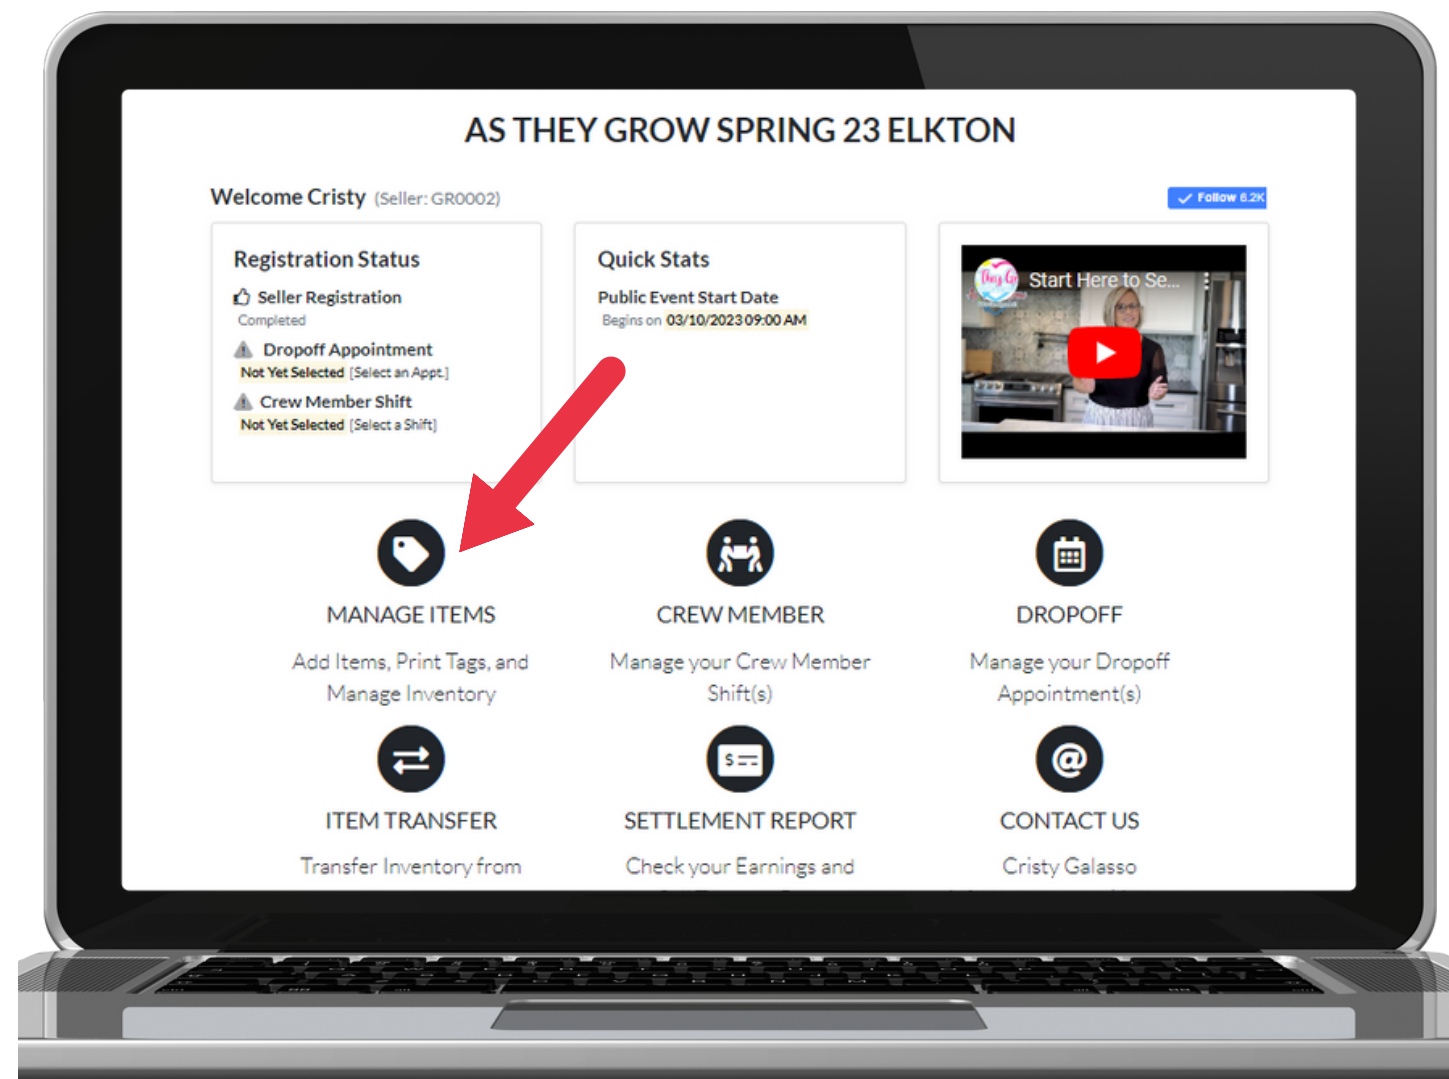 AS THEY GROW SPRING 23 ELKTON
Welcome Cristy (Seller: GR0002)
Follow 6.2K
Registration Status
Seller Registration
Completed
Dropoff Appointment
Not Yet Selected [Select an Appt.]
Crew Member Shift
Not Yet Selected [Select a Shift]
Quick Stats
Public Event Start Date
Begins on 03/10/2023 09:00 AM
Start Here to Se...
MANAGE ITEMS
Add Items, Print Tags, and
Manage Inventory
CREW MEMBER
Manage your Crew Member
Shift(s)
DROPOFF
Manage your Dropoff
Appointment(s)
ITEM TRANSFER
Transfer Inventory from
SETTLEMENT REPORT
Check your Earnings and
CONTACT US
Cristy Galasso